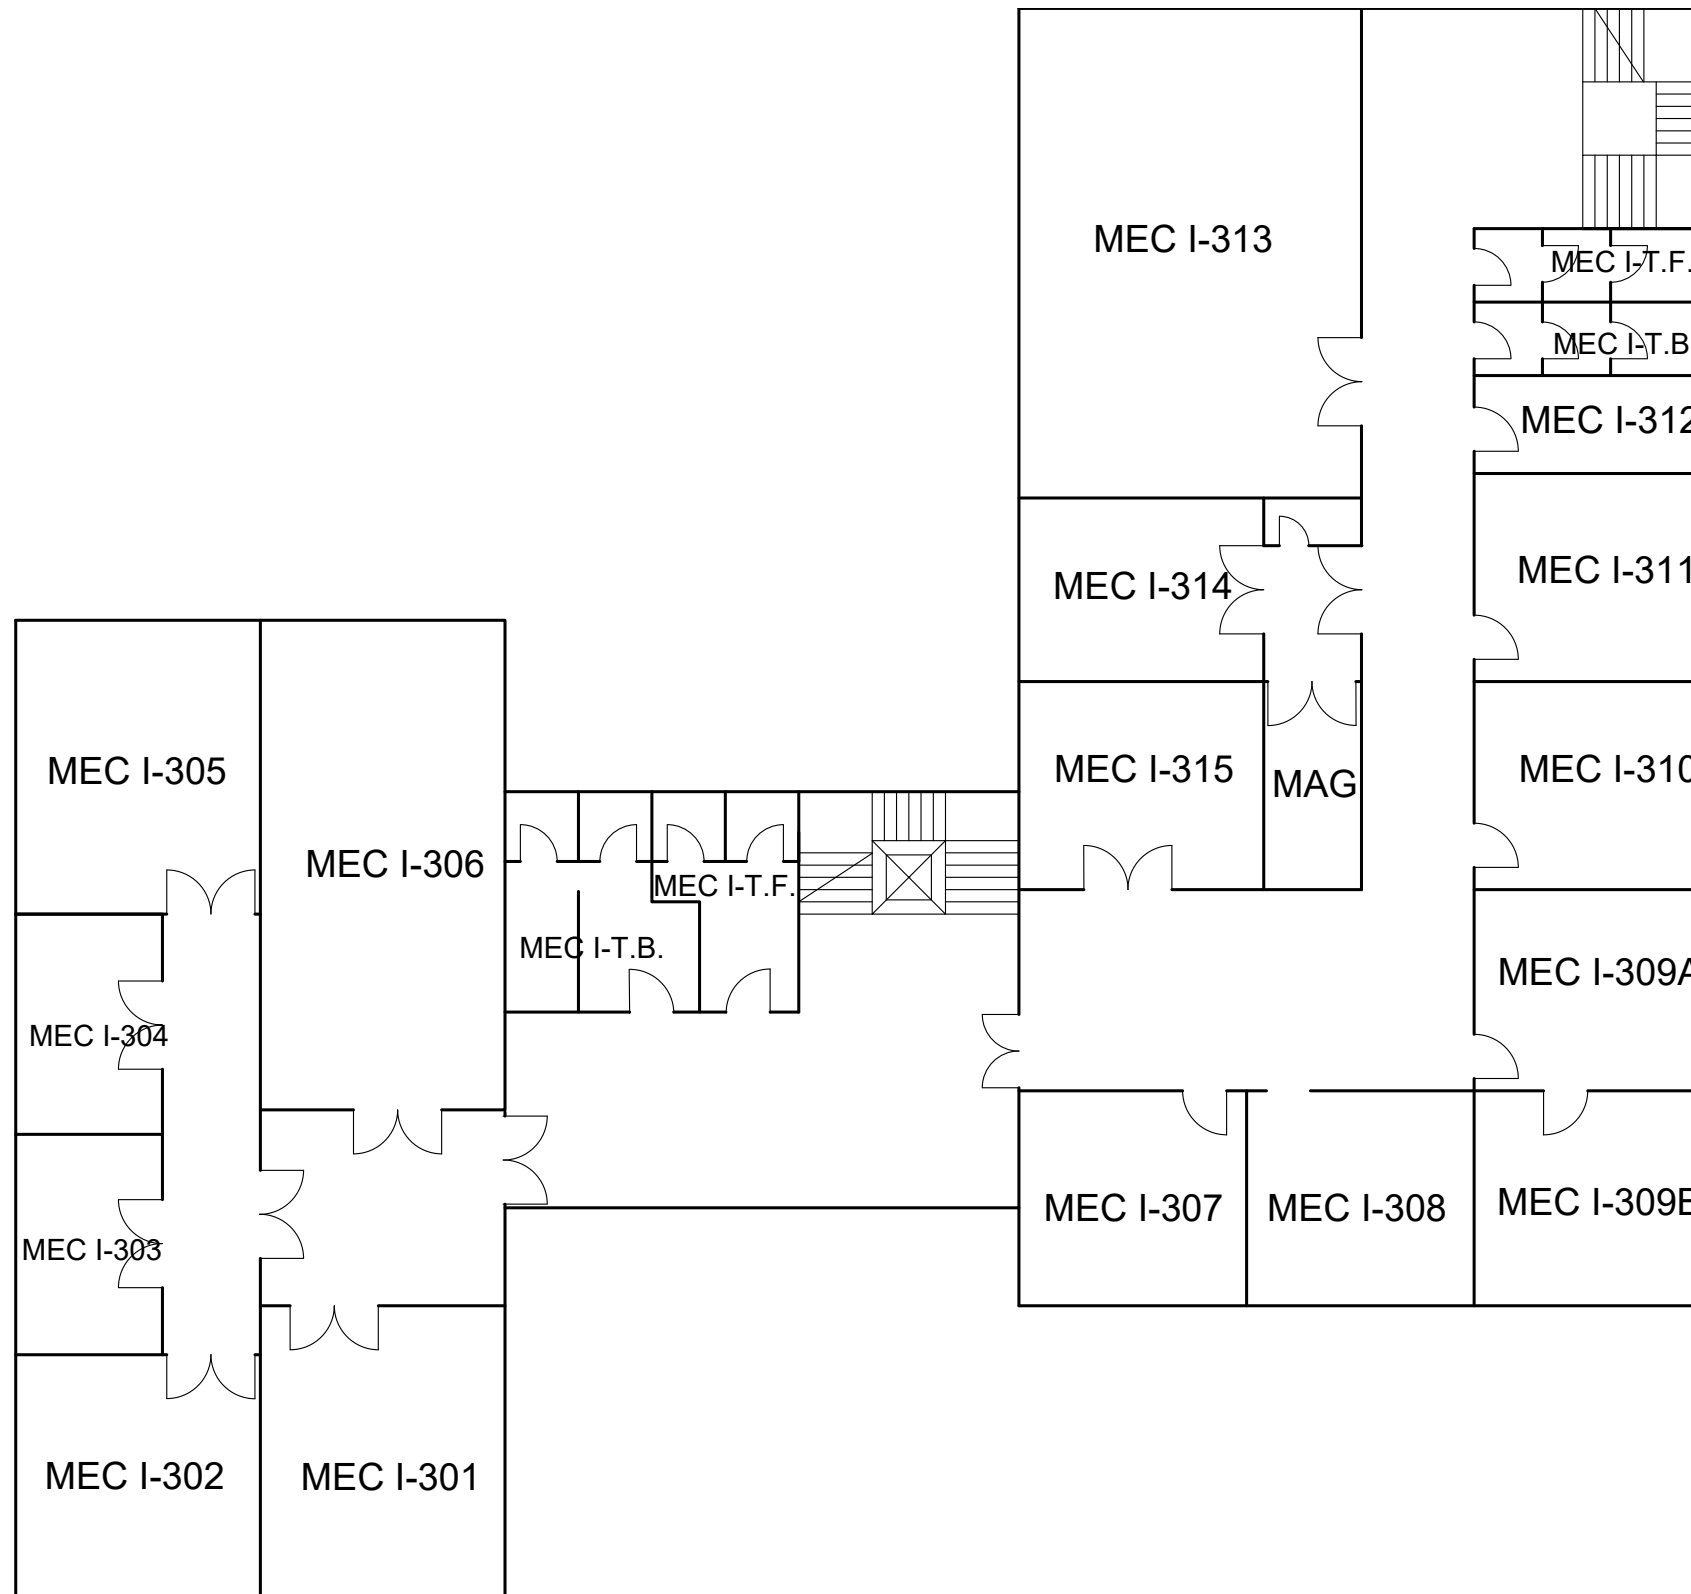 MEC I-313
MEC I-T.F.
MEC I-T.B
MEC I-312
MEC I-311
MEC I-314
MEC I-310
MEC I-315
MAG
MEC I-305
MEC I-306
MEC I-T.F.
MEC I-T.B.
MEC I-309A
MEC I-304
MEC I-303
MEC I-307
MEC I-308
MEC I-309B
MEC I-302
MEC I-301